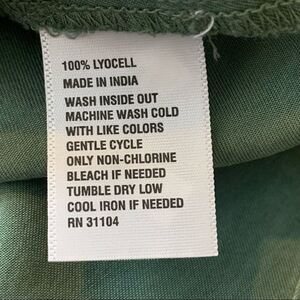 100% LYOCELL
MADE IN INDIA
WASH INSIDE OUT
MACHINE WASH COLD
WITH LIKE COLORS
GENTLE CYCLE
ONLY NON-CHLORINE
BLEACH IF NEEDED
TUMBLE DRY LOW
COOL IRON IF NEEDED
RN 31104